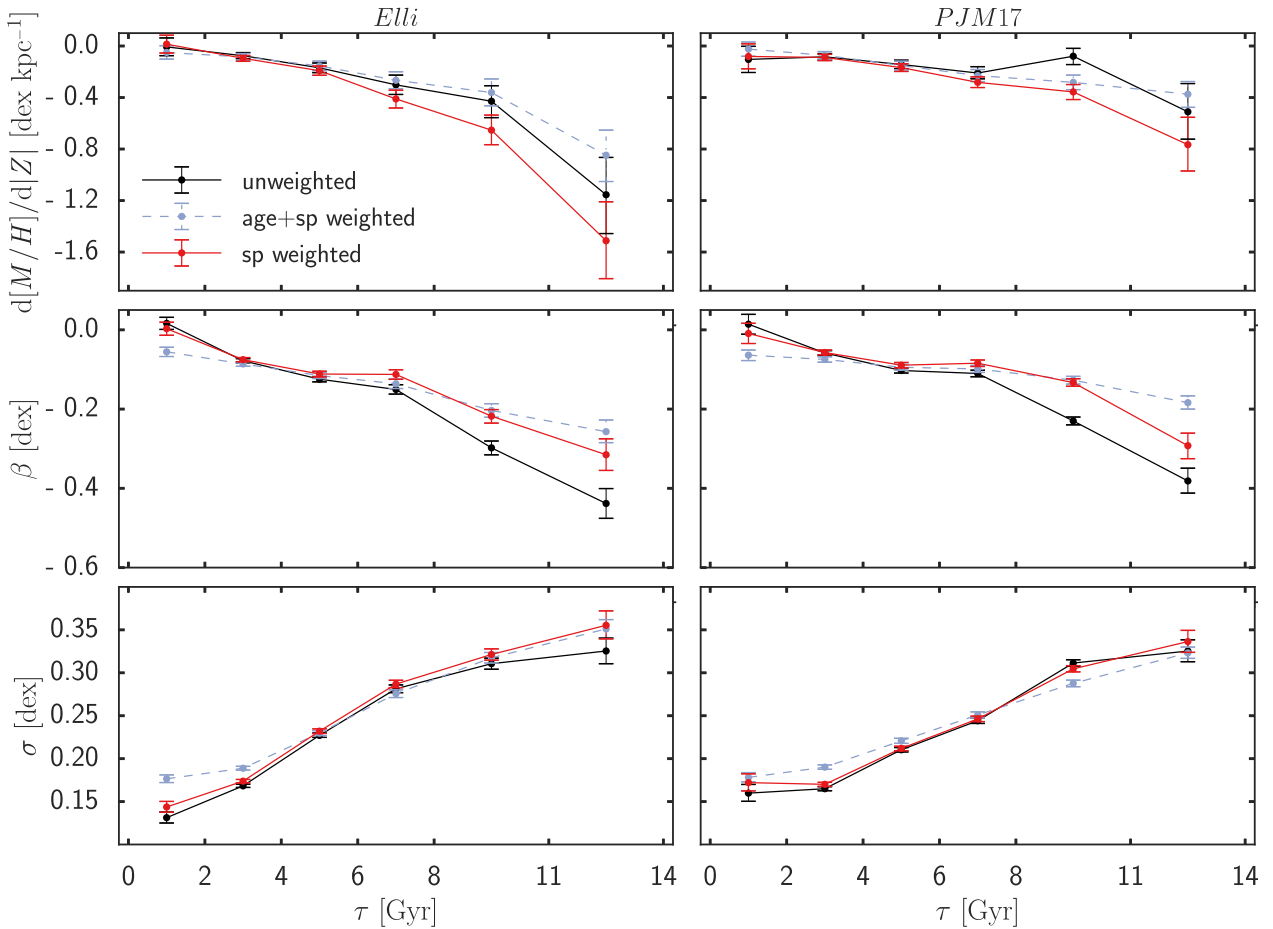 Elli
PJM17
d[M/H]/d|Z| [dex kpc⁻¹]
0.0
- 0.4
- 0.8
- 1.2
-1.6
unweighted
age+sp weighted
sp weighted
β [dex]
0.0
- 0.2
- 0.4
- 0.6
σ [dex]
0.35
0.30
0.25
0.20
0.15
0 2 4 6 8 11 14
0 2 4 6 8 11 14
τ [Gyr]
τ [Gyr]